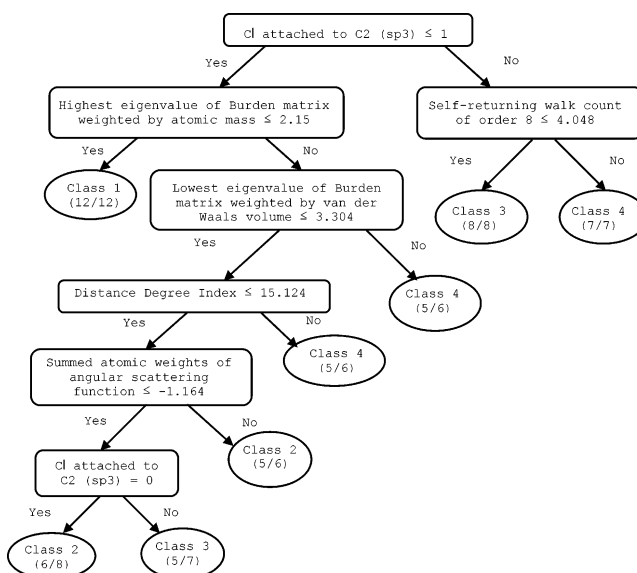 Cl attached to C2 (sp3) ≤ 1
Yes
No
Highest eigenvalue of Burden matrix
weighted by atomic mass ≤ 2.15
Self-returning walk count
of order 8 ≤ 4.048
Yes
No
Yes
No
Class 1
(12/12)
Lowest eigenvalue of Burden
matrix weighted by van der
Waals volume ≤ 3.304
Class 3
(8/8)
Class 4
(7/7)
Yes
No
Distance Degree Index ≤ 15.124
Class 4
(5/6)
Yes
No
Summed atomic weights of
angular scattering
function ≤ -1.164
Class 4
(5/6)
Yes
No
Cl attached to
C2 (sp3) = 0
Class 2
(5/6)
Yes
No
Class 2
(6/8)
Class 3
(5/7)